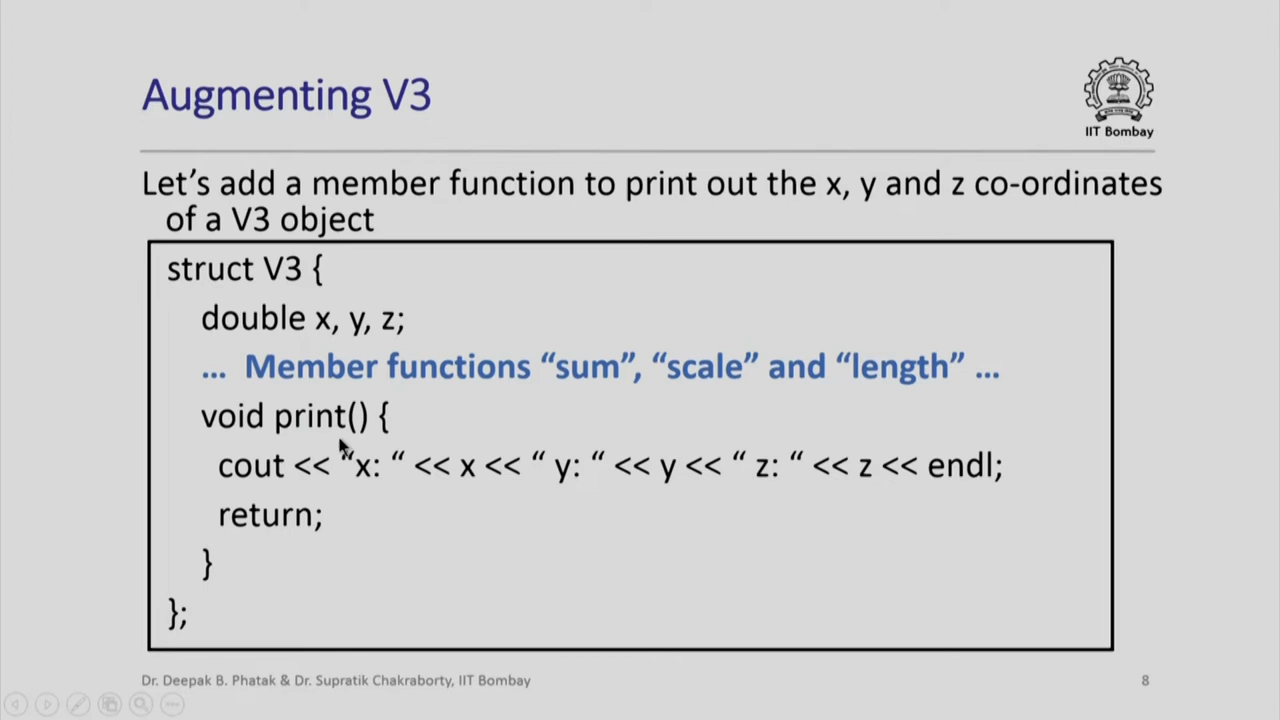 Augmenting V3
IIT Bombay
Let’s add a member function to print out the x, y and z co-ordinates
of a V3 object
struct V3 {
double x, y, z;
… Member functions “sum”, “scale” and “length” …
void print() {
cout << “x: “ << x << “ y: “ << y << “ z: “ << z << endl;
return;
}
};
Dr. Deepak B. Phatak & Dr. Supratik Chakraborty, IIT Bombay
8